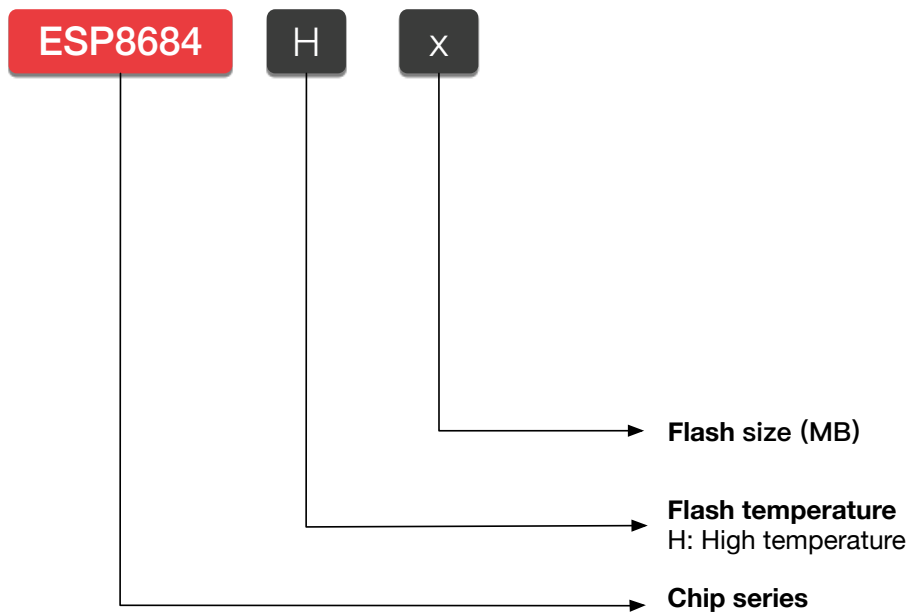 ESP8684 H x
Flash size (MB)
Flash temperature
H: High temperature
Chip series